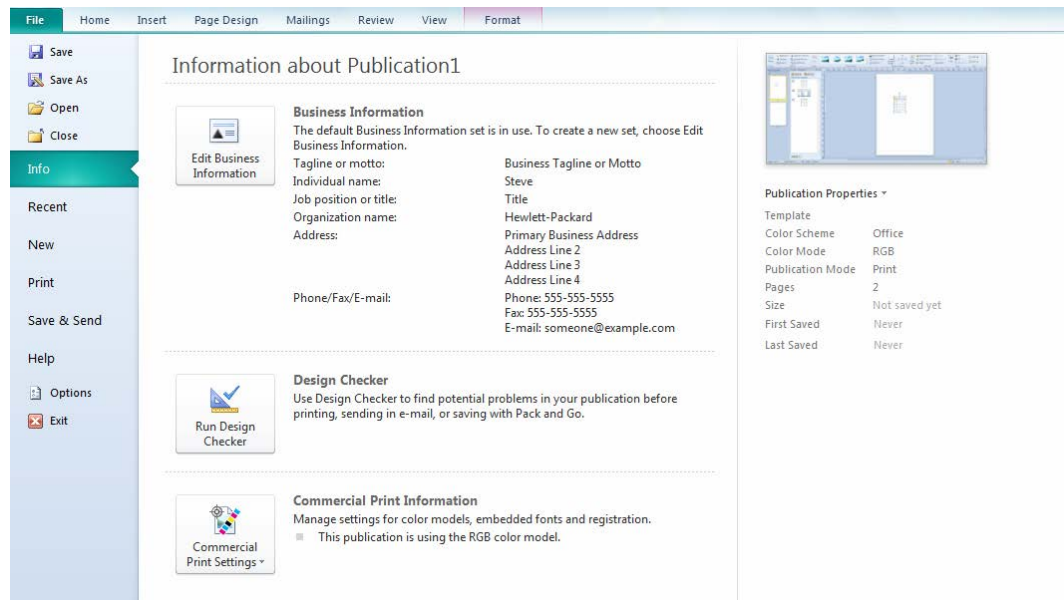 File Home Insert Page Design Mailings Review View Format
Save
Save As
Open
Close
Info
Recent
New
Print
Save & Send
Help
Options
Exit
Information about Publication1
Edit Business
Information
Business Information
The default Business Information set is in use. To create a new set, choose Edit
Business Information.
Tagline or motto: Business Tagline or Motto
Individual name: Steve
Job position or title: Title
Organization name: Hewlett-Packard
Address: Primary Business Address
Address Line 2
Address Line 3
Address Line 4
Phone/Fax/E-mail: Phone: 555-555-5555
Fax: 555-555-5555
E-mail: someone@example.com
Run Design
Checker
Design Checker
Use Design Checker to find potential problems in your publication before
printing, sending in e-mail, or saving with Pack and Go.
Commercial
Print Settings
Commercial Print Information
Manage settings for color models, embedded fonts and registration.
This publication is using the RGB color model.
Publication Properties
Template
Color Scheme Office
Color Mode RGB
Publication Mode Print
Pages 2
Size Not saved yet
First Saved Never
Last Saved Never